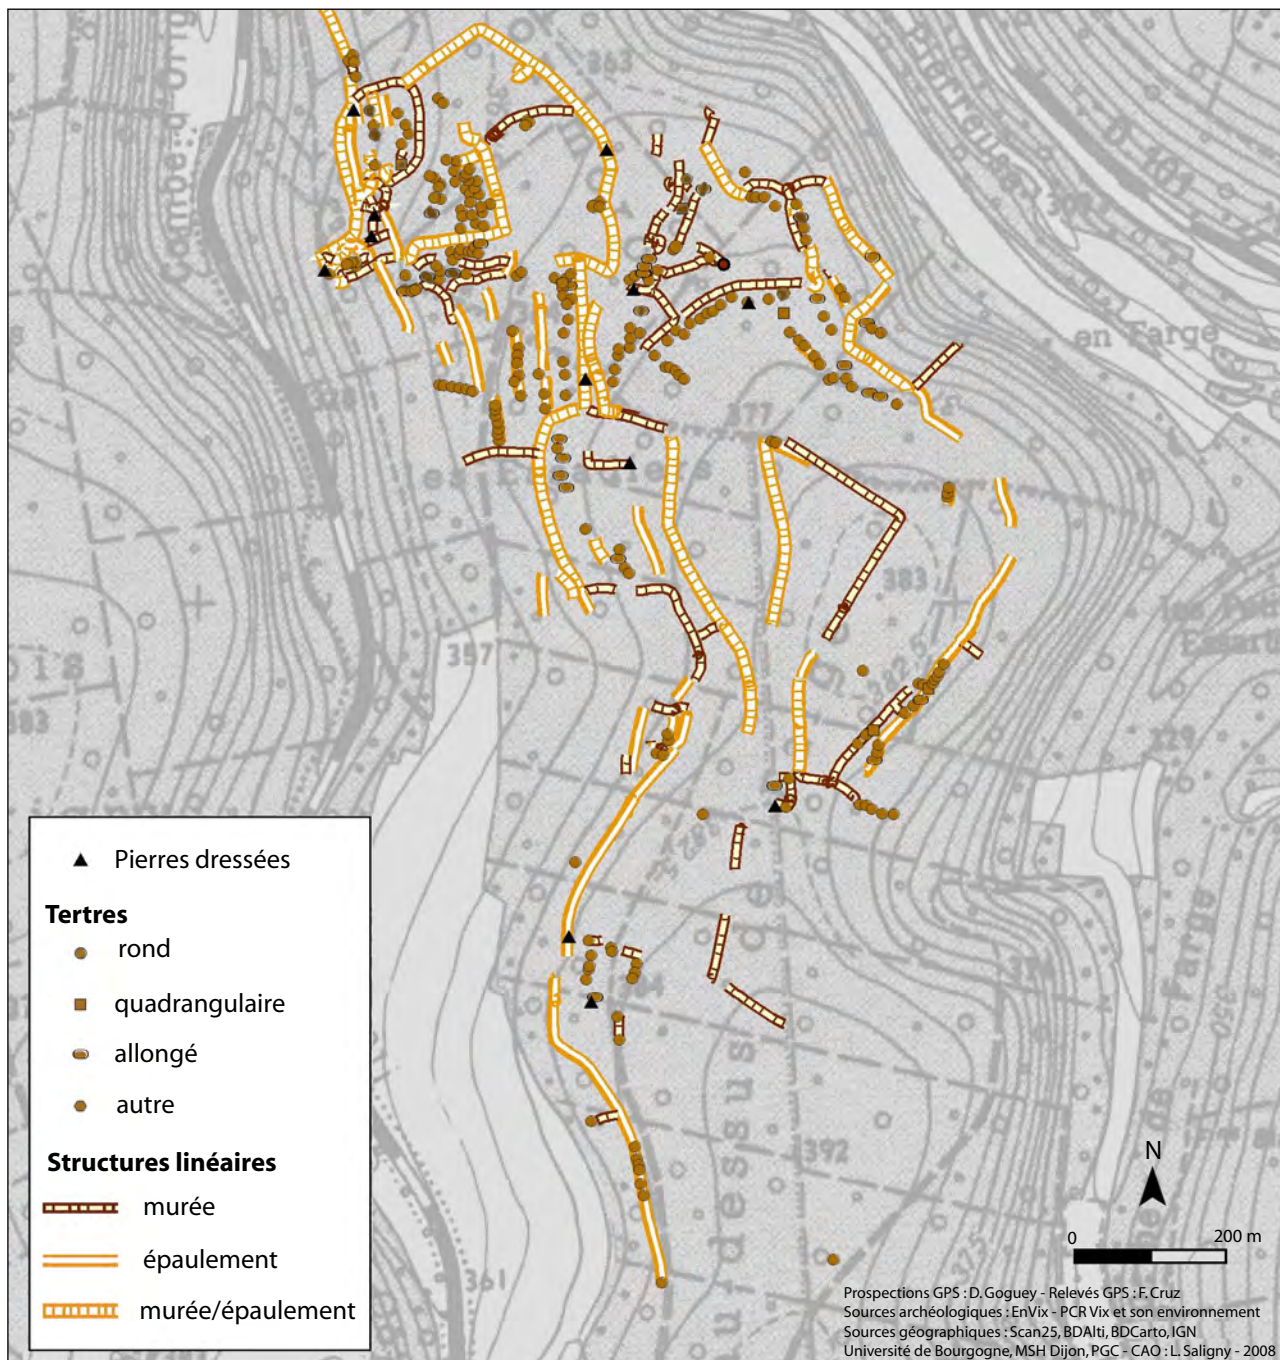 en Farge
377
383
357
392
361
375
Pierres dressées
Tertres
rond
quadrangulaire
allongé
autre
Structures linéaires
murée
épaulement
murée/épaulement
N
0 200 m
Prospections GPS : D. Goguey - Relevés GPS : F. Cruz
Sources archéologiques : EnVix - PCR Vix et son environnement
Sources géographiques : Scan25, BDAlti, BDCarto, IGN
Université de Bourgogne, MSH Dijon, PGC - CAO : L. Saligny - 2008